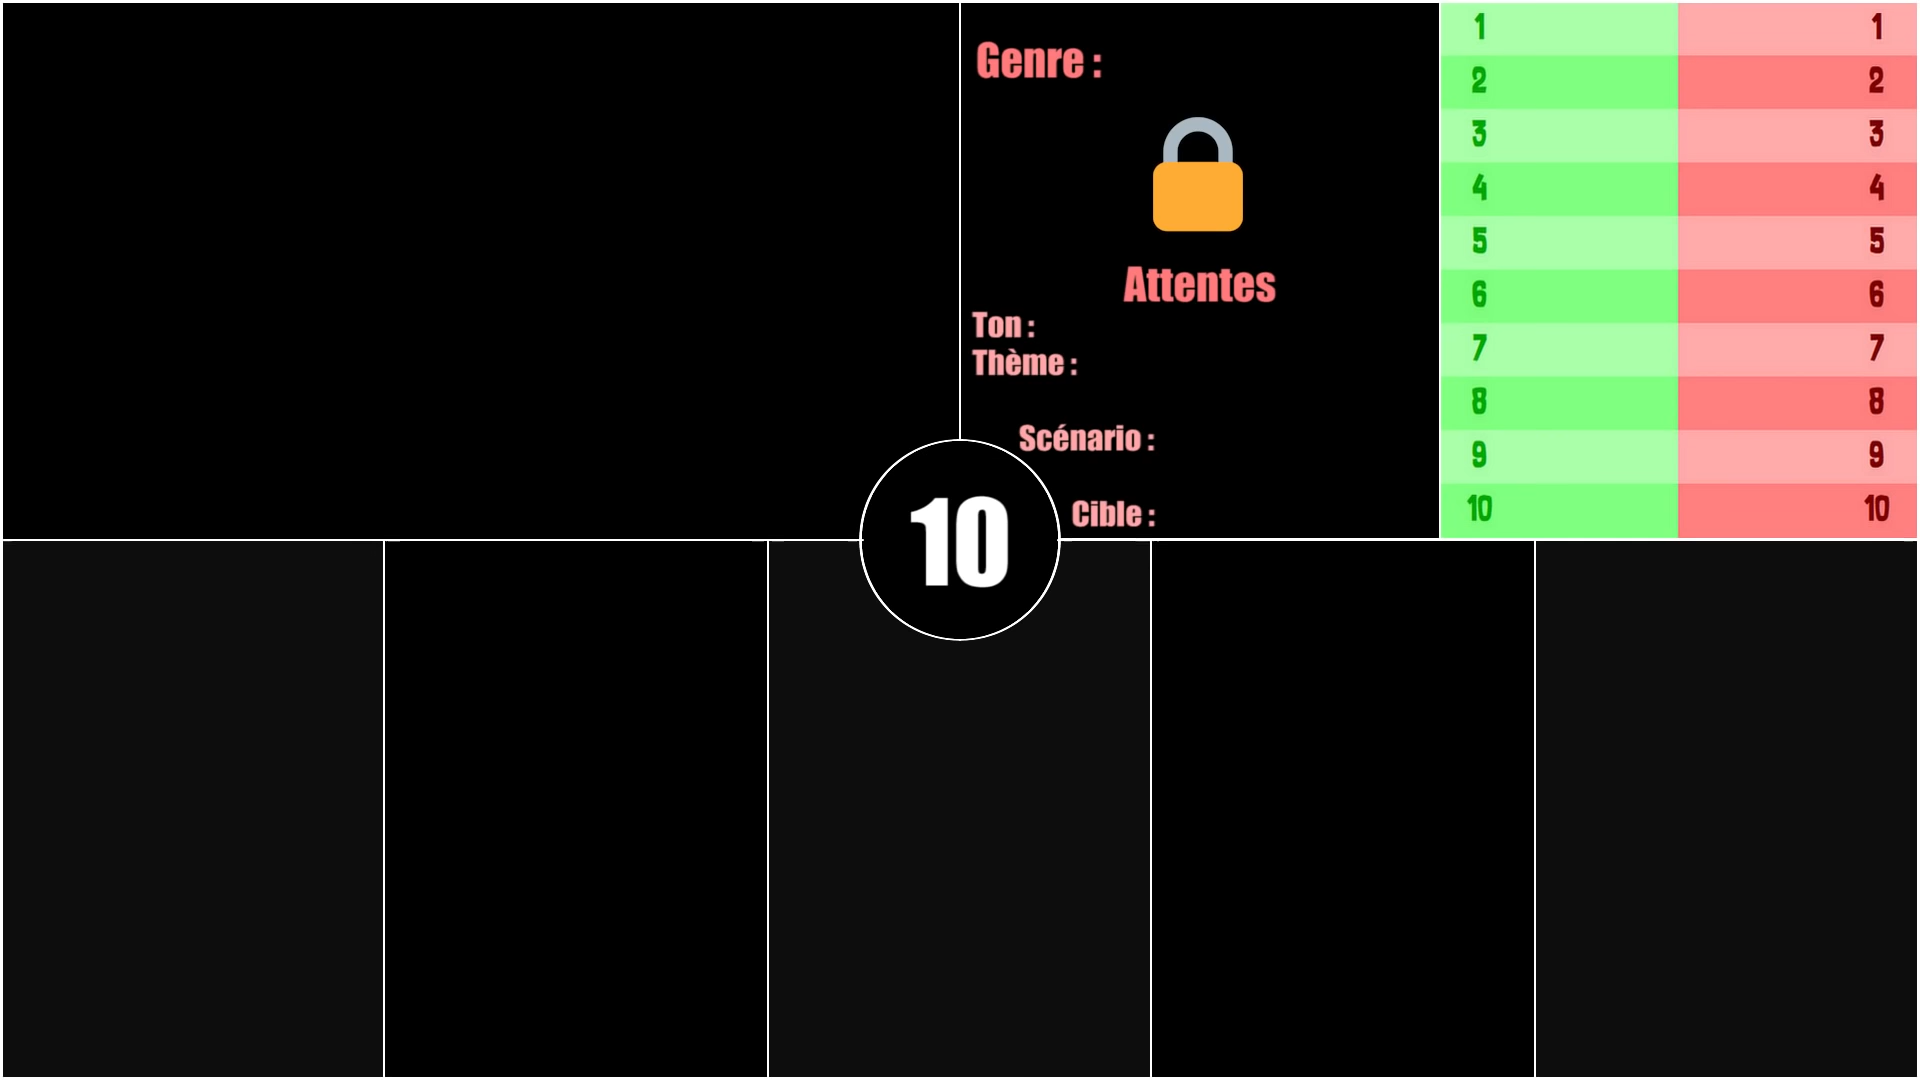 Genre :
Attentes
Ton :
Thème :
Scénario :
Cible :
10
1 1
2 2
3 3
4 4
5 5
6 6
7 7
8 8
9 9
10 10